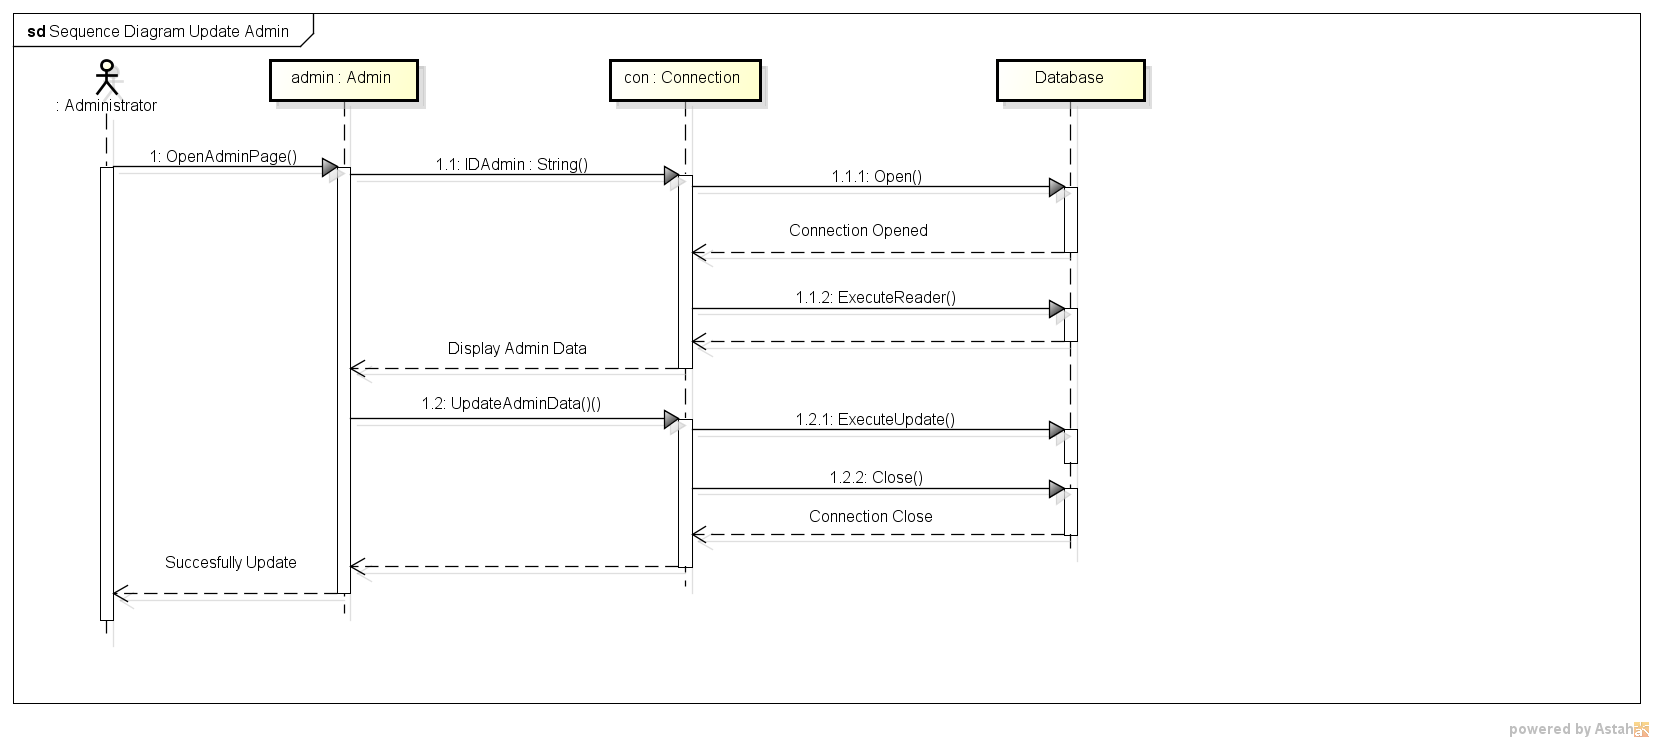 sd Sequence Diagram Update Admin
: Administrator
admin : Admin
con : Connection
Database
1: OpenAdminPage()
1.1: IDAdmin : String()
1.1.1: Open()
Connection Opened
1.1.2: ExecuteReader()
Display Admin Data
1.2: UpdateAdminData()()
1.2.1: ExecuteUpdate()
1.2.2: Close()
Connection Close
Succesfully Update
powered by Astah